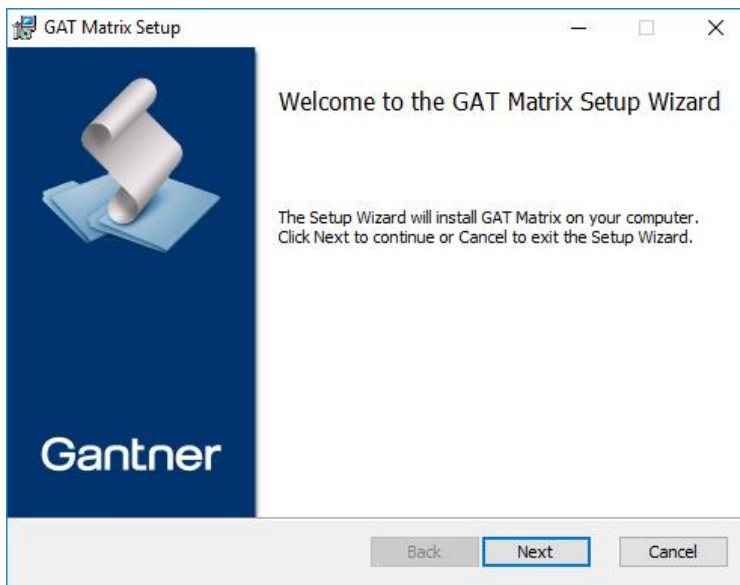 GAT Matrix Setup
Welcome to the GAT Matrix Setup Wizard
The Setup Wizard will install GAT Matrix on your computer.
Click Next to continue or Cancel to exit the Setup Wizard.
Gantner
Back Next Cancel